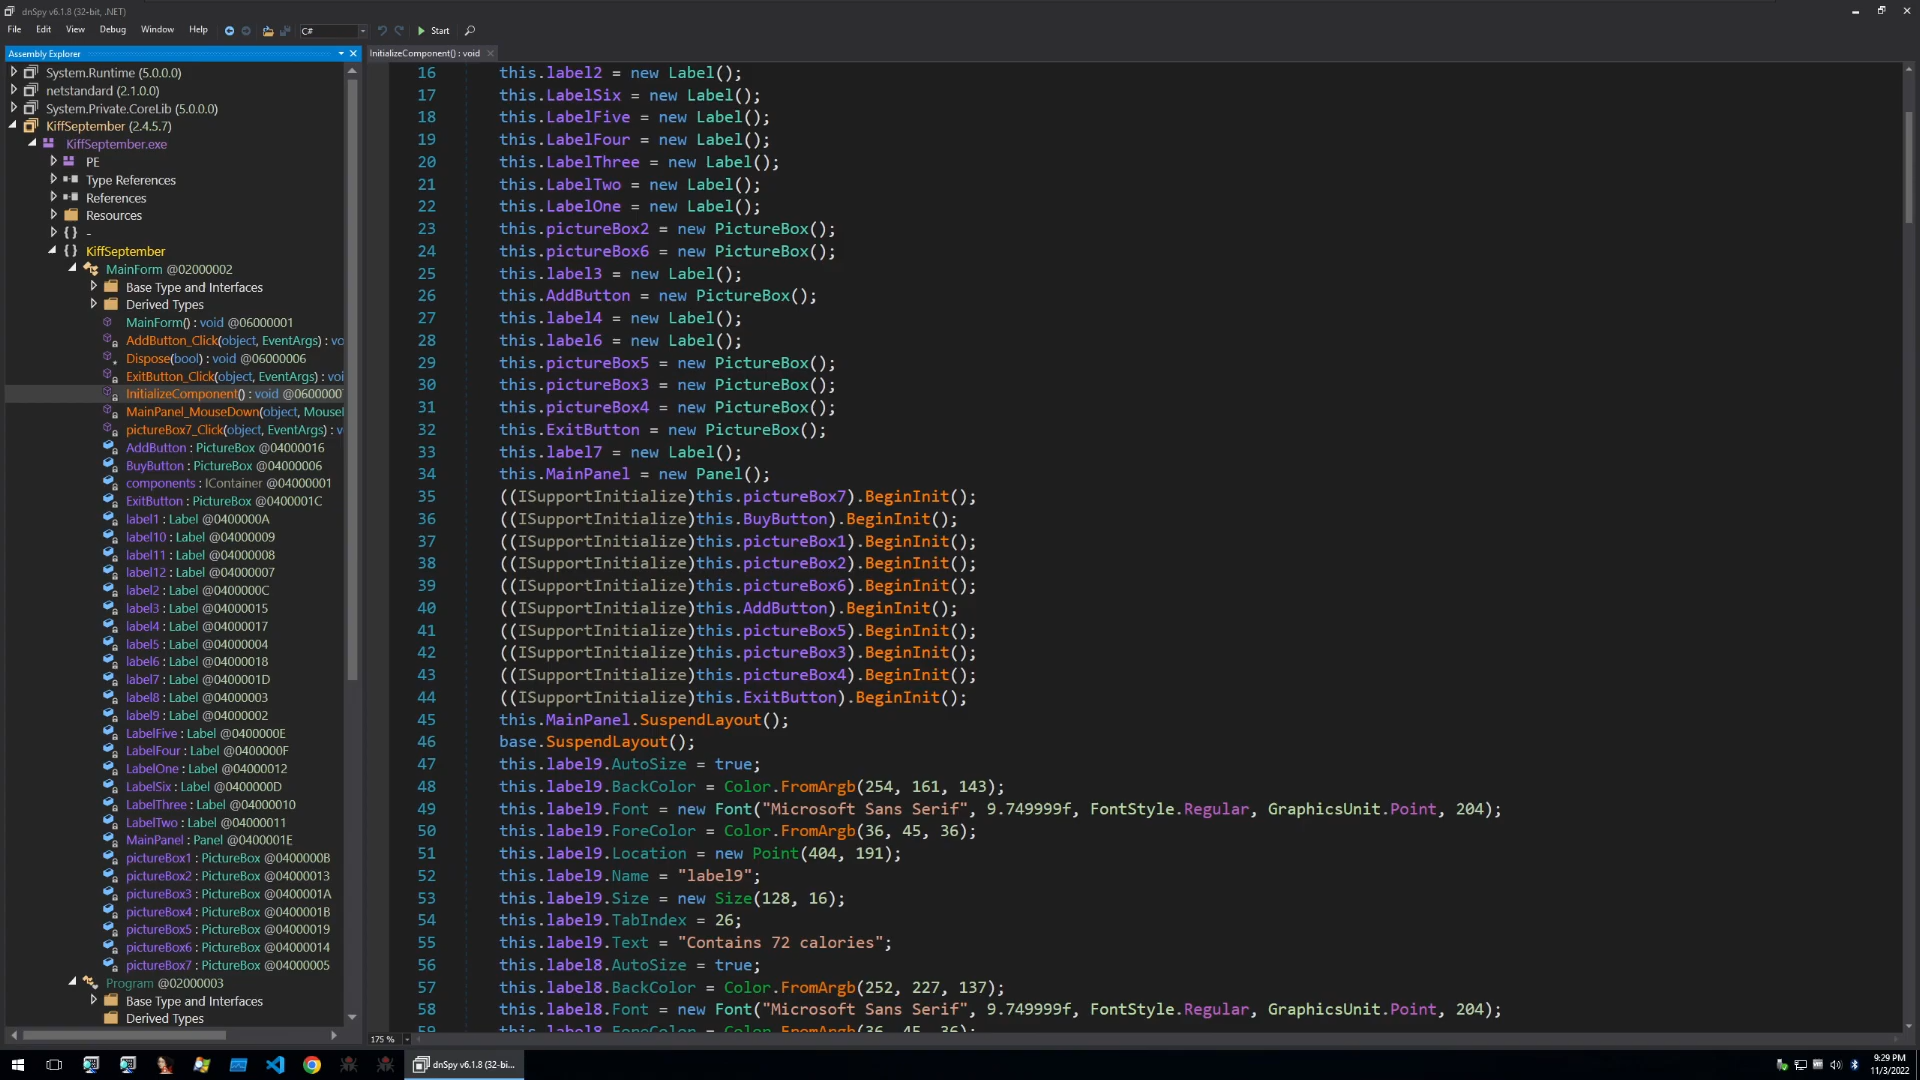 dnSpy v6.1.8 (32-bit, .NET)
File Edit View Debug Window Help C# Start
Assembly Explorer
InitializeComponent() : void
System.Runtime (5.0.0.0)
netstandard (2.1.0.0)
System.Private.CoreLib (5.0.0.0)
KiffSeptember (2.4.5.7)
KiffSeptember.exe
PE
Type References
References
Resources
{ } -
{ } KiffSeptember
MainForm @02000002
Base Type and Interfaces
Derived Types
MainForm() : void @06000001
AddButton_Click(object, EventArgs) : vo
Dispose(bool) : void @06000006
ExitButton_Click(object, EventArgs) : voi
InitializeComponent() : void @0600000
MainPanel_MouseDown(object, Mousel
pictureBox7_Click(object, EventArgs) : v
AddButton : PictureBox @04000016
BuyButton : PictureBox @04000006
components : IContainer @04000001
ExitButton : PictureBox @0400001C
label1 : Label @0400000A
label10 : Label @04000009
label11 : Label @04000008
label12 : Label @04000007
label2 : Label @0400000C
label3 : Label @04000015
label4 : Label @04000017
label5 : Label @04000004
label6 : Label @04000018
label7 : Label @0400001D
label8 : Label @04000003
label9 : Label @04000002
LabelFive : Label @0400000E
LabelFour : Label @0400000F
LabelOne : Label @04000012
LabelSix : Label @0400000D
LabelThree : Label @04000010
LabelTwo : Label @04000011
MainPanel : Panel @0400001E
pictureBox1 : PictureBox @0400000B
pictureBox2 : PictureBox @04000013
pictureBox3 : PictureBox @0400001A
pictureBox4 : PictureBox @0400001B
pictureBox5 : PictureBox @04000019
pictureBox6 : PictureBox @04000014
pictureBox7 : PictureBox @04000005
Program @02000003
Base Type and Interfaces
Derived Types
16 this.label2 = new Label();
17 this.LabelSix = new Label();
18 this.LabelFive = new Label();
19 this.LabelFour = new Label();
20 this.LabelThree = new Label();
21 this.LabelTwo = new Label();
22 this.LabelOne = new Label();
23 this.pictureBox2 = new PictureBox();
24 this.pictureBox6 = new PictureBox();
25 this.label3 = new Label();
26 this.AddButton = new PictureBox();
27 this.label4 = new Label();
28 this.label6 = new Label();
29 this.pictureBox5 = new PictureBox();
30 this.pictureBox3 = new PictureBox();
31 this.pictureBox4 = new PictureBox();
32 this.ExitButton = new PictureBox();
33 this.label7 = new Label();
34 this.MainPanel = new Panel();
35 ((ISupportInitialize)this.pictureBox7).BeginInit();
36 ((ISupportInitialize)this.BuyButton).BeginInit();
37 ((ISupportInitialize)this.pictureBox1).BeginInit();
38 ((ISupportInitialize)this.pictureBox2).BeginInit();
39 ((ISupportInitialize)this.pictureBox6).BeginInit();
40 ((ISupportInitialize)this.AddButton).BeginInit();
41 ((ISupportInitialize)this.pictureBox5).BeginInit();
42 ((ISupportInitialize)this.pictureBox3).BeginInit();
43 ((ISupportInitialize)this.pictureBox4).BeginInit();
44 ((ISupportInitialize)this.ExitButton).BeginInit();
45 this.MainPanel.SuspendLayout();
46 base.SuspendLayout();
47 this.label9.AutoSize = true;
48 this.label9.BackColor = Color.FromArgb(254, 161, 143);
49 this.label9.Font = new Font("Microsoft Sans Serif", 9.749999f, FontStyle.Regular, GraphicsUnit.Point, 204);
50 this.label9.ForeColor = Color.FromArgb(36, 45, 36);
51 this.label9.Location = new Point(404, 191);
52 this.label9.Name = "label9";
53 this.label9.Size = new Size(128, 16);
54 this.label9.TabIndex = 26;
55 this.label9.Text = "Contains 72 calories";
56 this.label8.AutoSize = true;
57 this.label8.BackColor = Color.FromArgb(252, 227, 137);
58 this.label8.Font = new Font("Microsoft Sans Serif", 9.749999f, FontStyle.Regular, GraphicsUnit.Point, 204);
59 this.label8.ForeColor = Color.FromArgb(36, 45, 36);
175 %
dnSpy v6.1.8 (32-bi...
9:29 PM
11/3/2022